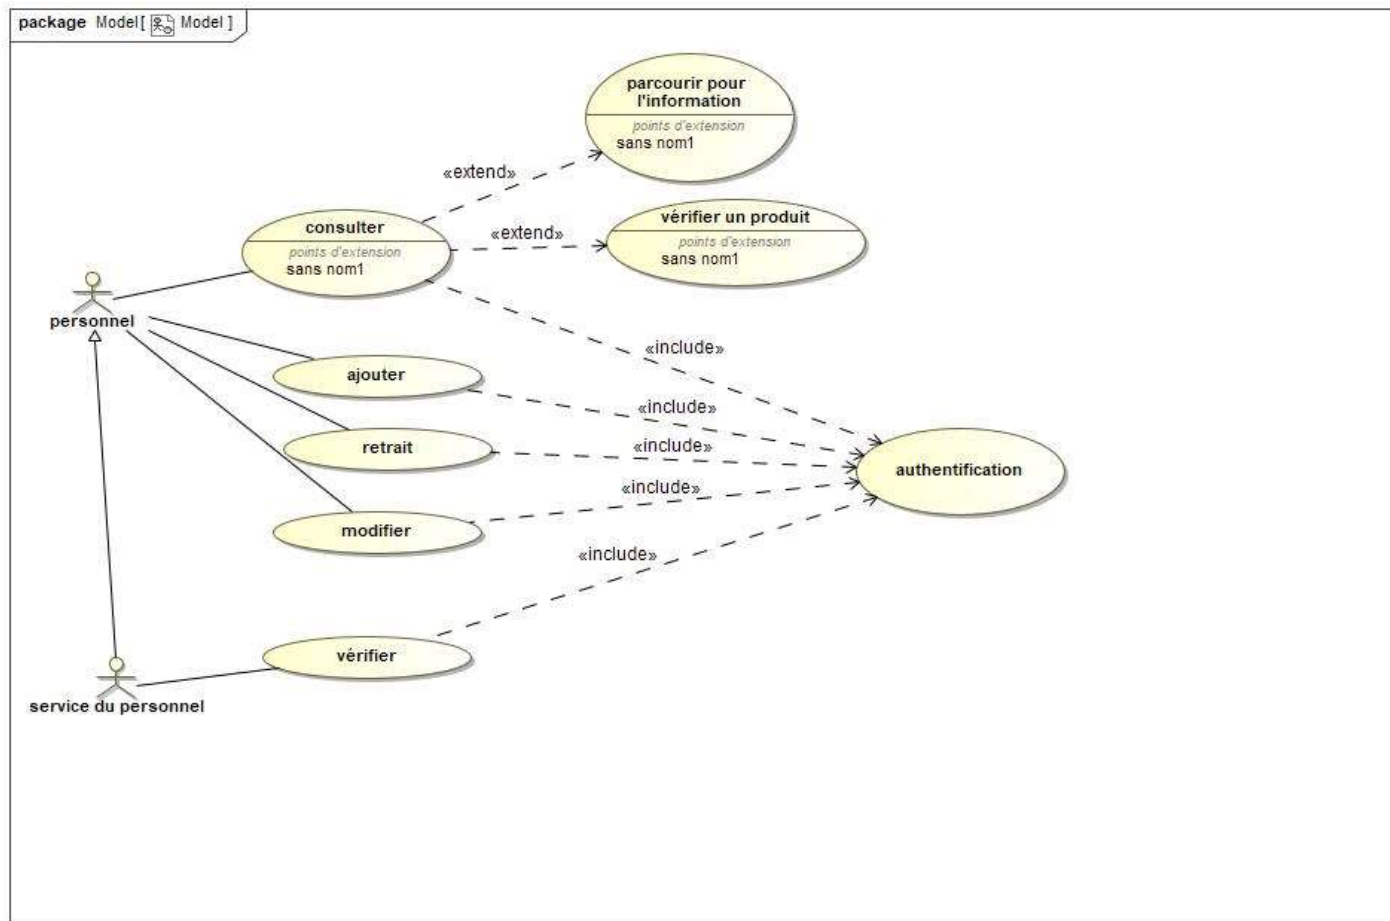 package Model[ Model ]
parcourir pour
l'information
points d'extension
sans nom1
«extend»
consulter
points d'extension
sans nom1
«extend»
vérifier un produit
points d'extension
sans nom1
personnel
«include»
ajouter
«include»
retrait
«include»
authentification
«include»
modifier
«include»
vérifier
service du personnel